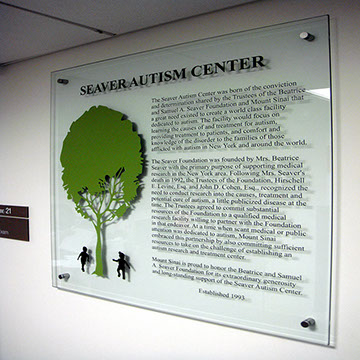 SEAVER AUTISM CENTER
The Seaver Autism Center was born of the conviction
and determination shared by the Trustees of the Beatrice
and Samuel A. Seaver Foundation and Mount Sinai that
a great need existed to create a world class facility
dedicated to autism. The facility would focus on
learning the causes of and treatment for autism,
providing treatment to patients, and comfort and
knowledge of the disorder to the families of those
afflicted with autism in New York and around the world.
The Seaver Foundation was founded by Mrs. Beatrice
Seaver with the primary purpose of supporting medical
research in the New York area. Following Mrs. Seaver's
death in 1992, the Trustees of the Foundation, Hirschell
E. Levine, Esq. and John D. Cohen, Esq., recognized the
need to conduct research into the causes, treatment and
potential cure of autism, a little publicized disease at the
time. The Trustees agreed to commit substantial
resources of the Foundation to a qualified medical
research facility willing to partner with the Foundation
in that endeavor. At a time when scant medical or public
attention was dedicated to autism, Mount Sinai
embraced this partnership by also committing sufficient
resources to take on the challenge of establishing an
autism research and treatment center.
Mount Sinai is proud to honor the Beatrice and Samuel
A. Seaver Foundation for its extraordinary generosity
and long-standing support of the Seaver Autism Center.
Established 1993
21